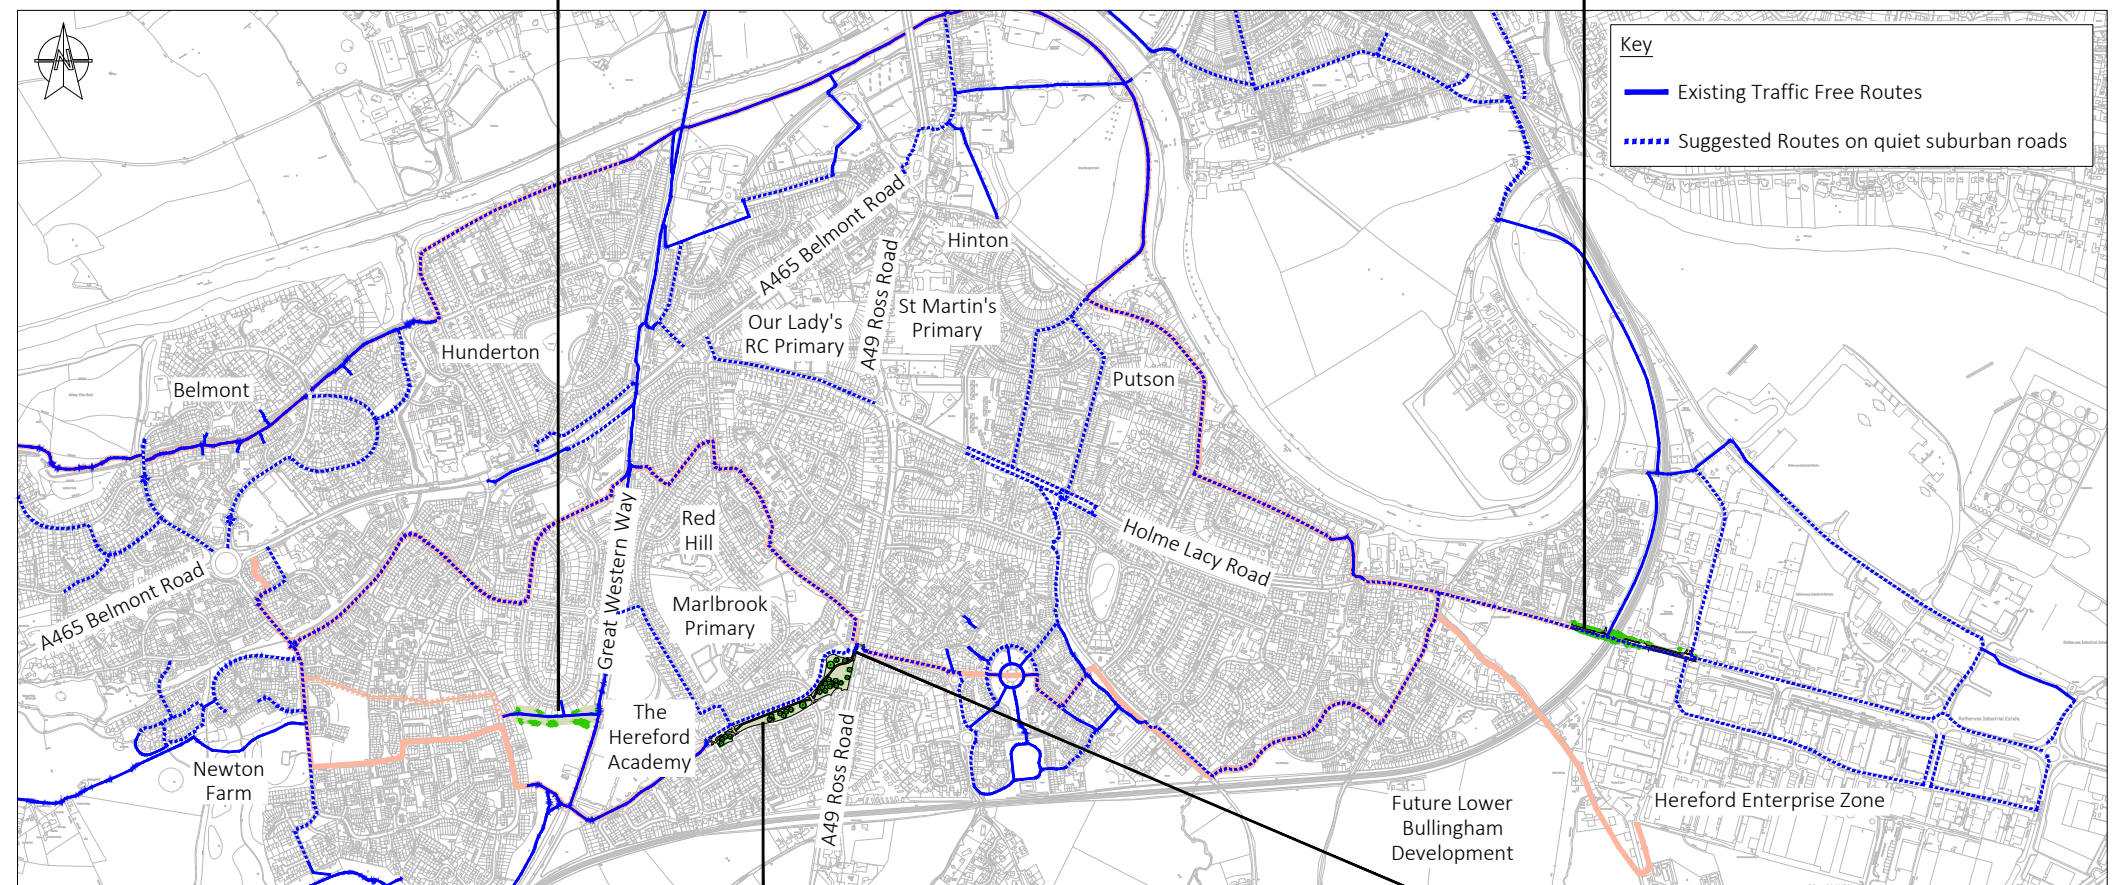 N
Key
Existing Traffic Free Routes
Suggested Routes on quiet suburban roads
A465 Belmont Road
Hinton
A49 Ross Road
St Martin's
Primary
Our Lady's
RC Primary
Hunderton
Belmont
Putson
Red
Hill
Great Western Way
Holme Lacy Road
A465 Belmont Road
Marlbrook
Primary
The
Hereford
Academy
A49 Ross Road
Newton
Farm
Future Lower
Bullingham
Development
Hereford Enterprise Zone